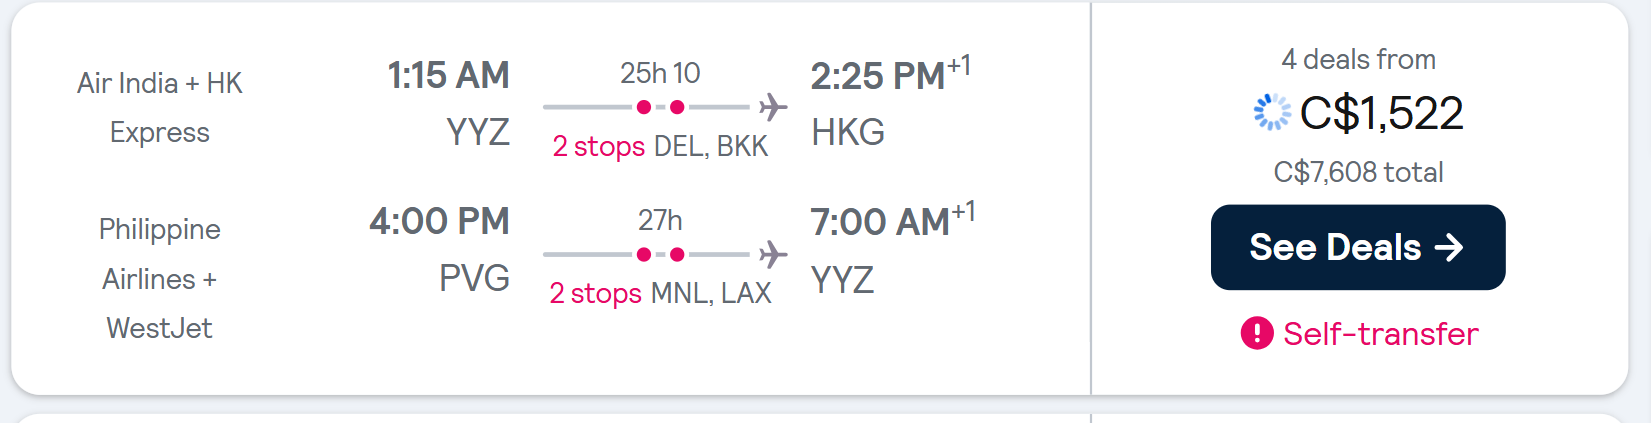 Air India + HK
Express
1:15 AM
YYZ
25h 10
2 stops DEL, BKK
2:25 PM+1
HKG
Philippine
Airlines +
WestJet
4:00 PM
PVG
27h
2 stops MNL, LAX
7:00 AM+1
YYZ
4 deals from
C$1,522
C$7,608 total
See Deals →
Self-transfer